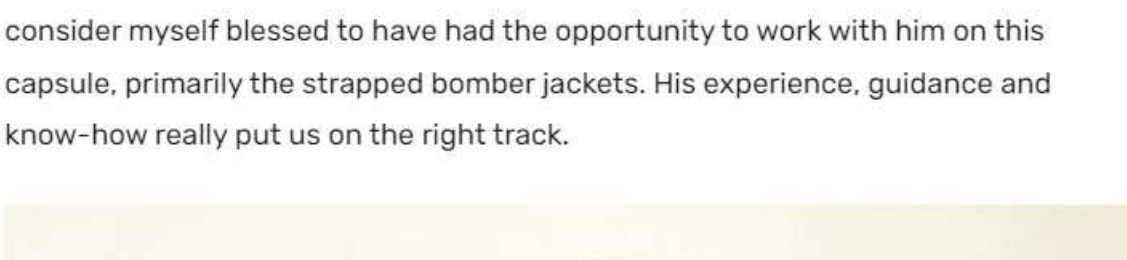 consider myself blessed to have had the opportunity to work with him on this
capsule, primarily the strapped bomber jackets. His experience, guidance and
know-how really put us on the right track.